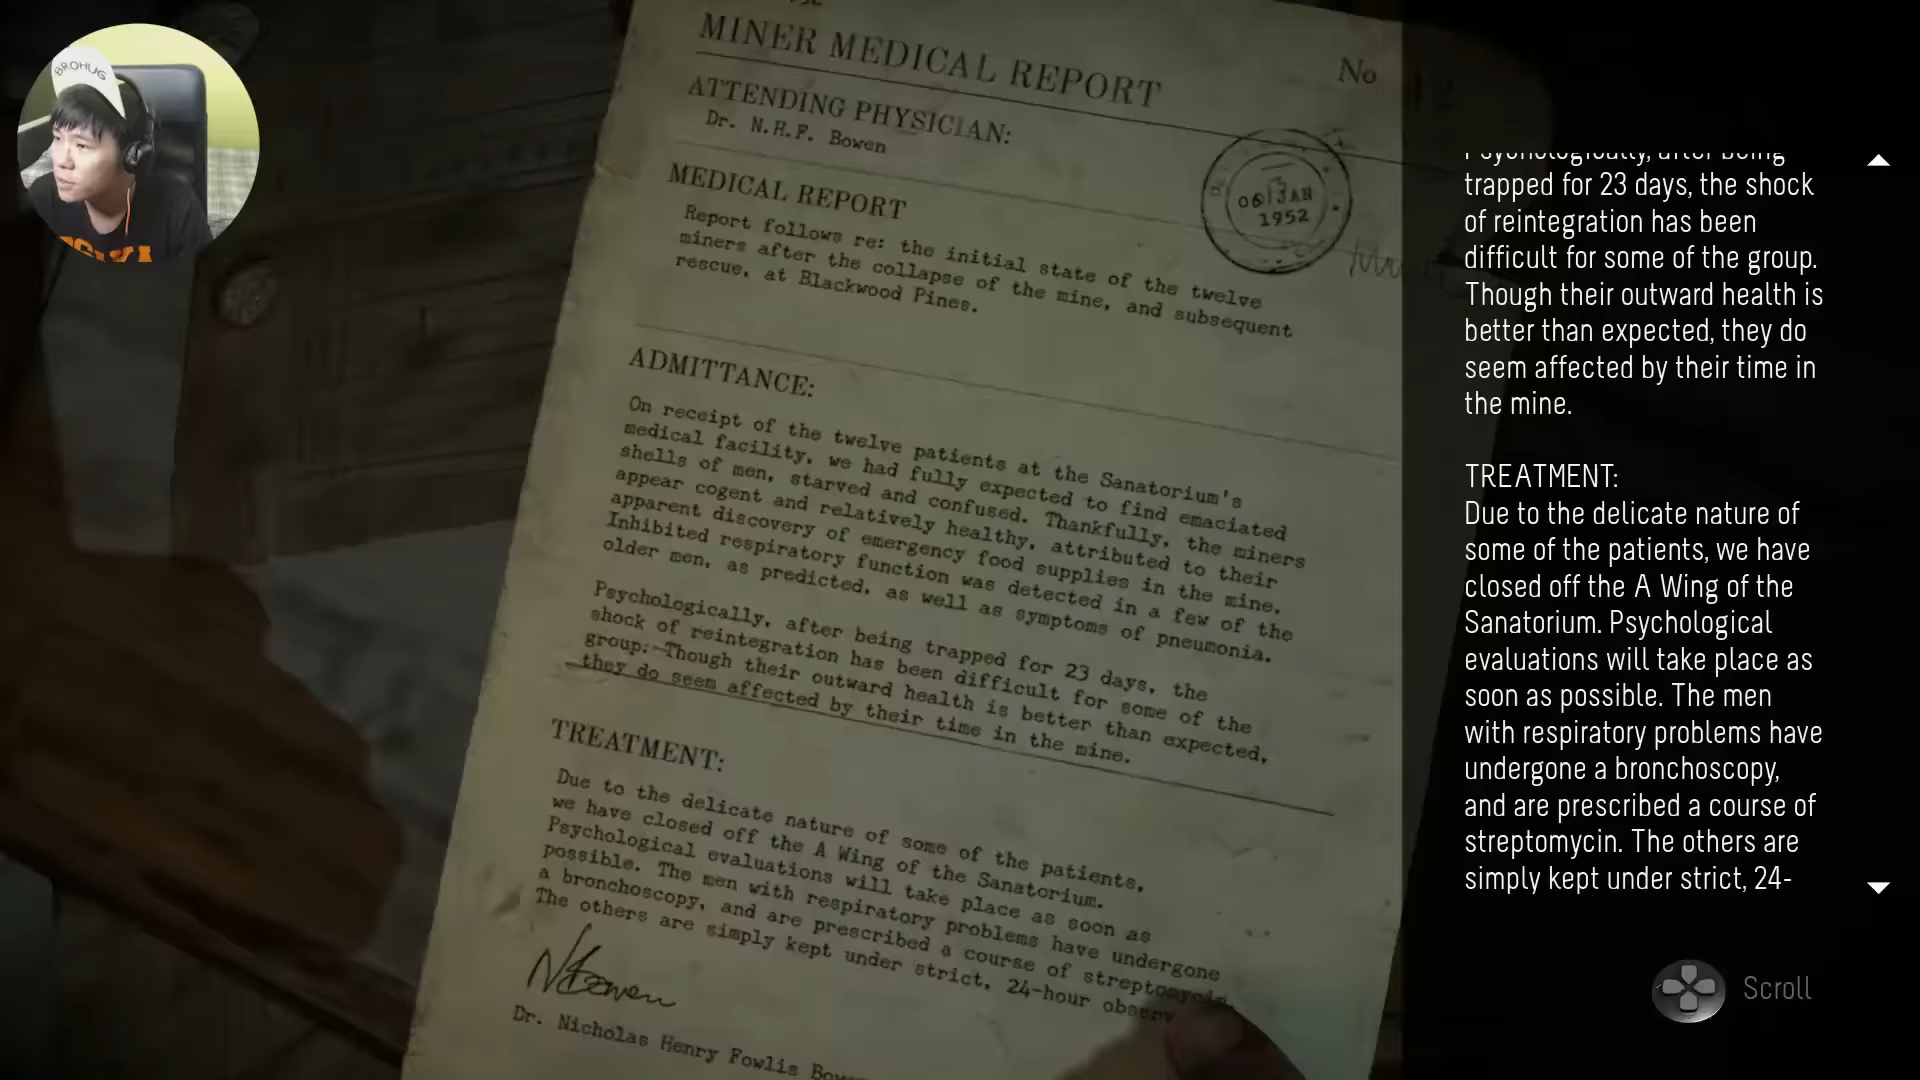 BROHUG
MINER MEDICAL REPORT
No 12
ATTENDING PHYSICIAN:
Dr. N.H.F. Bowen
06 JAN
1952
MEDICAL REPORT
Report follows re: the initial state of the twelve
miners after the collapse of the mine, and subsequent
rescue, at Blackwood Pines.
ADMITTANCE:
On receipt of the twelve patients at the Sanatorium's
medical facility, we had fully expected to find emaciated
shells of men, starved and confused. Thankfully, the miners
appear cogent and relatively healthy, attributed to their
apparent discovery of emergency food supplies in the mine.
Inhibited respiratory function was detected in a few of the
older men, as predicted, as well as symptoms of pneumonia.
Psychologically, after being trapped for 23 days, the
shock of reintegration has been difficult for some of the
group. Though their outward health is better than expected,
they do seem affected by their time in the mine.
TREATMENT:
Due to the delicate nature of some of the patients,
we have closed off the A Wing of the Sanatorium.
Psychological evaluations will take place as soon as
possible. The men with respiratory problems have undergone
a bronchoscopy, and are prescribed a course of streptomycin.
The others are simply kept under strict, 24-hour observ
NBowen
Dr. Nicholas Henry Fowlis Bowe
Psychologically, after being
trapped for 23 days, the shock
of reintegration has been
difficult for some of the group.
Though their outward health is
better than expected, they do
seem affected by their time in
the mine.
TREATMENT:
Due to the delicate nature of
some of the patients, we have
closed off the A Wing of the
Sanatorium. Psychological
evaluations will take place as
soon as possible. The men
with respiratory problems have
undergone a bronchoscopy,
and are prescribed a course of
streptomycin. The others are
simply kept under strict, 24-
Scroll